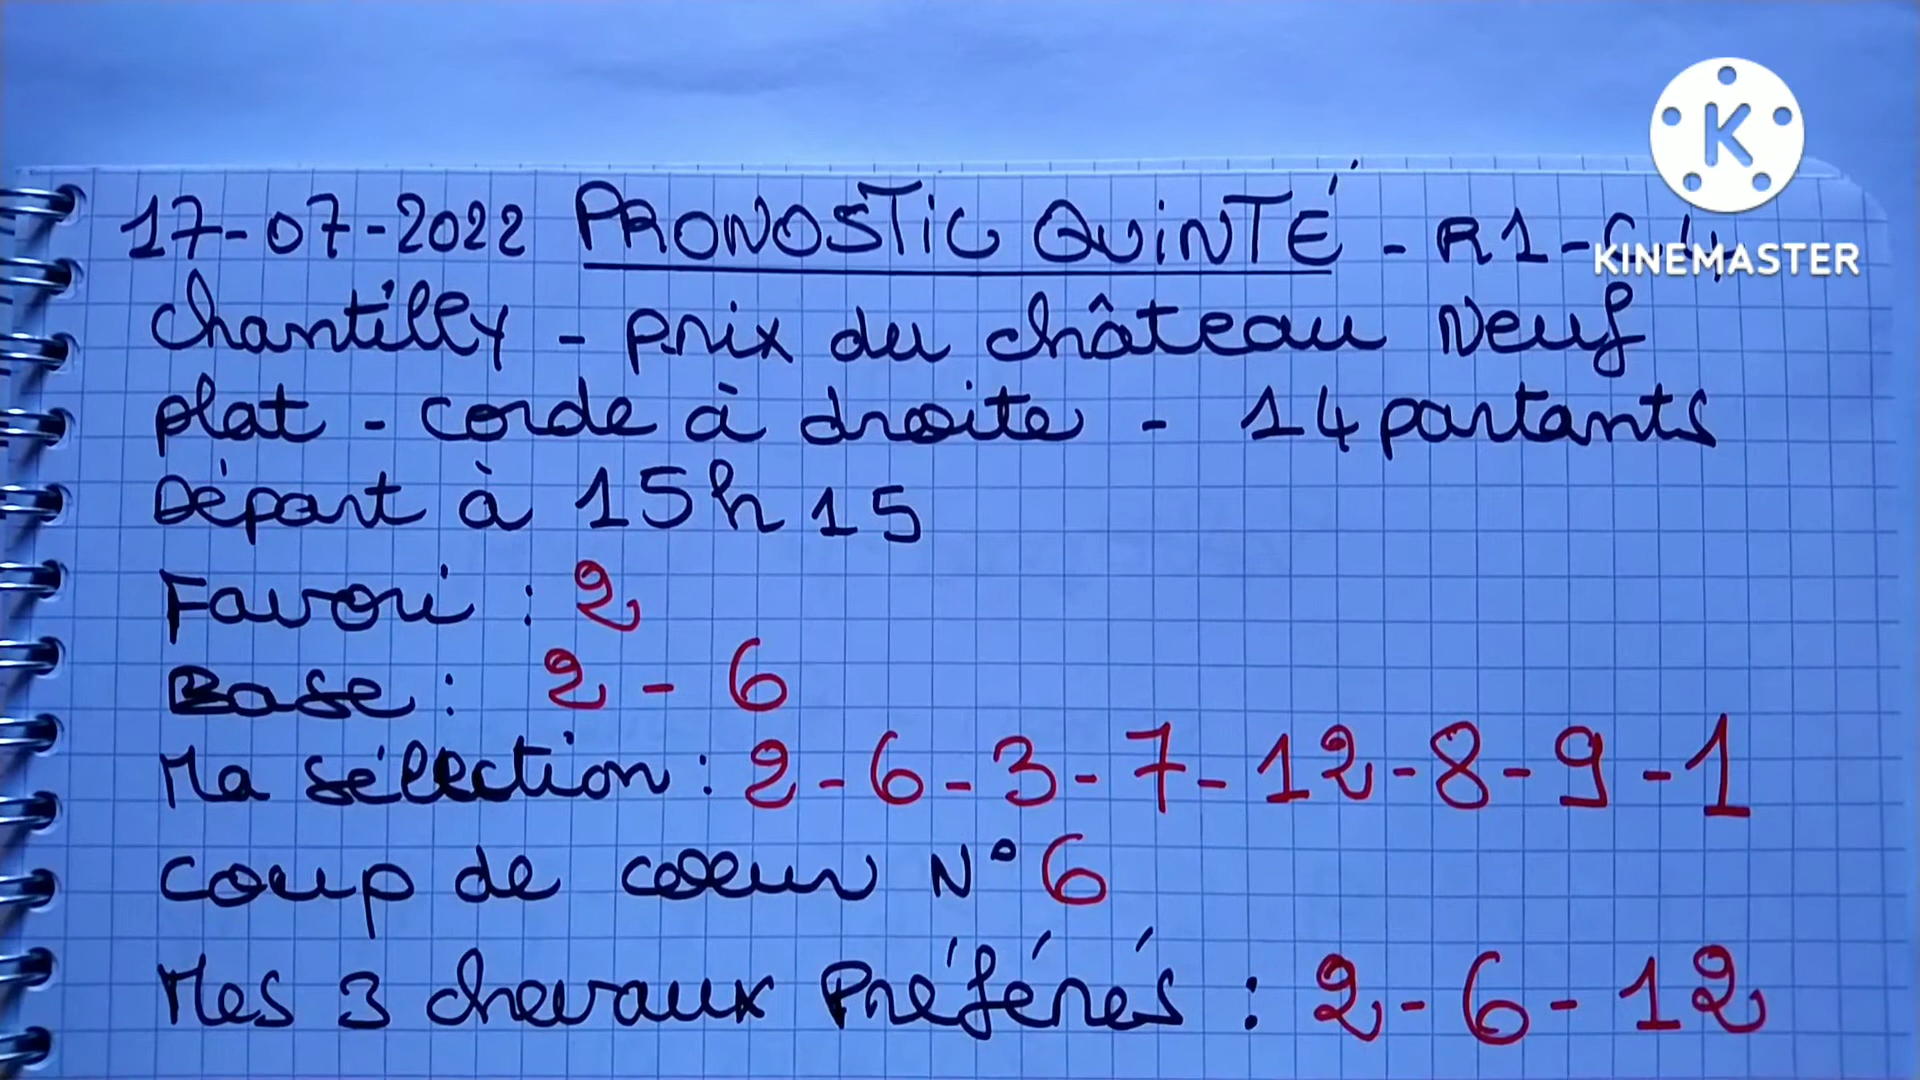 17-07-2022 PRONOSTIC QUINTÉ - R1-
K
KINEMASTER
Chantilly - prix du château Neuf
plat - corde à droite - 14 partants
Départ à 15h15
Favori : 2
Base : 2 - 6
Ma sélection : 2 - 6 - 3 - 7 - 12 - 8 - 9 - 1
coup de coeur N° 6
Mes 3 chevaux Préférés : 2 - 6 - 12